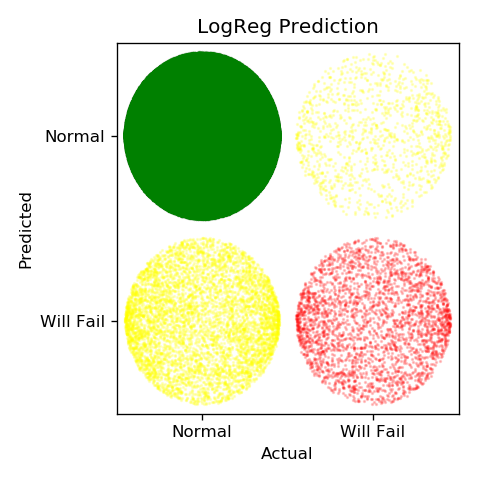 LogReg Prediction
Predicted
Normal
Will Fail
Normal
Will Fail
Actual